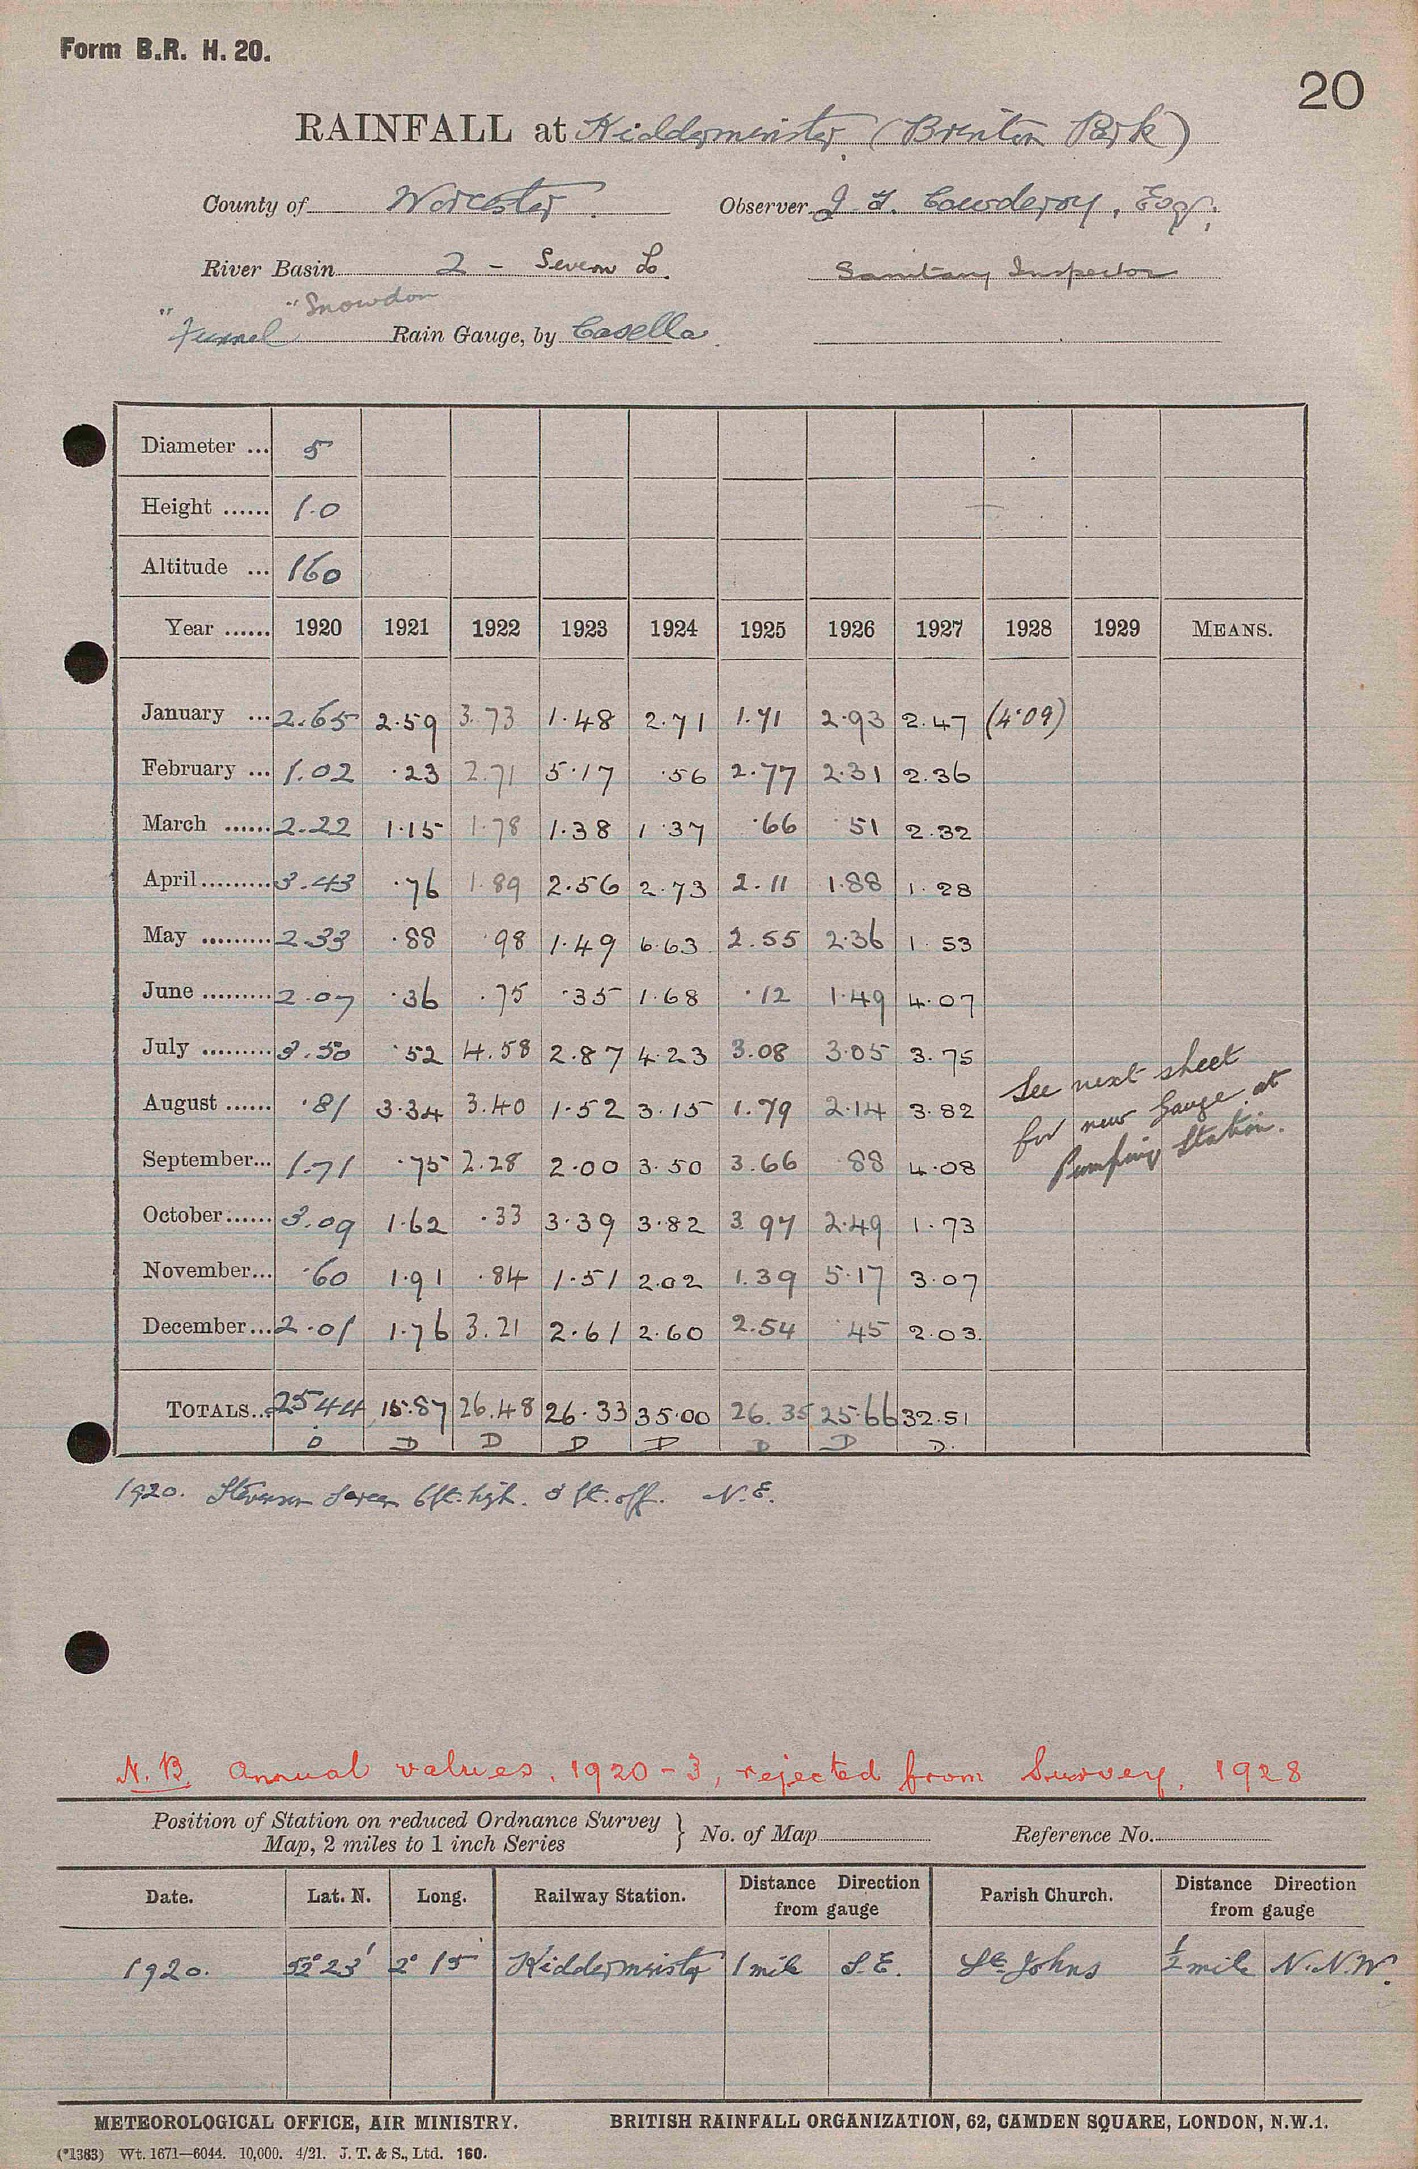 Form B.R. H. 20.
20
RAINFALL at Kidderminster (Brinton Park)
County of Worcester. Observer J. F. Cowderoy, Esq.,
River Basin 2 - Severn L. Sanitary Inspector
"Snowdon
"Funnel Rain Gauge, by Casella.
Diameter ... 5
Height ...... 1.0
Altitude ... 160
Year ...... 1920 1921 1922 1923 1924 1925 1926 1927 1928 1929 MEANS.
January ... 2.65 2.59 3.73 1.48 2.71 1.71 2.93 2.47 (4.09)
February ... 1.02 .23 2.71 5.17 .56 2.77 2.31 2.36
March ...... 2.22 1.15 1.78 1.38 1.37 .66 .51 2.32
April......... 3.43 .76 1.89 2.56 2.73 2.11 1.88 1.28
May ......... 2.33 .88 .98 1.49 6.63 2.55 2.36 1.53
June ......... 2.07 .36 .75 .35 1.68 .12 1.49 4.07
July ......... 3.50 .52 4.58 2.87 4.23 3.08 3.05 3.75
August ...... .81 3.34 3.40 1.52 3.15 1.79 2.14 3.82
September... 1.71 .75 2.28 2.00 3.50 3.66 .88 4.08
October...... 3.09 1.62 .33 3.39 3.82 3.97 2.49 1.73
November... .60 1.91 .84 1.51 2.02 1.39 5.17 3.07
December... 2.01 1.76 3.21 2.61 2.60 2.54 .45 2.03
See next sheet
for new gauge at
Pumping Station.
TOTALS... 25.44 15.87 26.48 26.33 35.00 26.35 25.66 32.51
D D D D D D D D.
1920. Stevenson Screen 6ft. high. 8 ft. off. N.E.
N.B. Annual values, 1920-3, rejected from Survey, 1928
Position of Station on reduced Ordnance Survey
Map, 2 miles to 1 inch Series } No. of Map Reference No.
Date. Lat. N. Long. Railway Station. Distance Direction from gauge Parish Church. Distance Direction from gauge
1920. 52° 23' 2° 15' Kidderminster 1 mile S.E. St. Johns ½ mile N.N.W.
METEOROLOGICAL OFFICE, AIR MINISTRY. BRITISH RAINFALL ORGANIZATION, 62, CAMDEN SQUARE, LONDON, N.W.1.
(*1383) Wt. 1671—6044. 10,000. 4/21. J. T. & S., Ltd. 160.